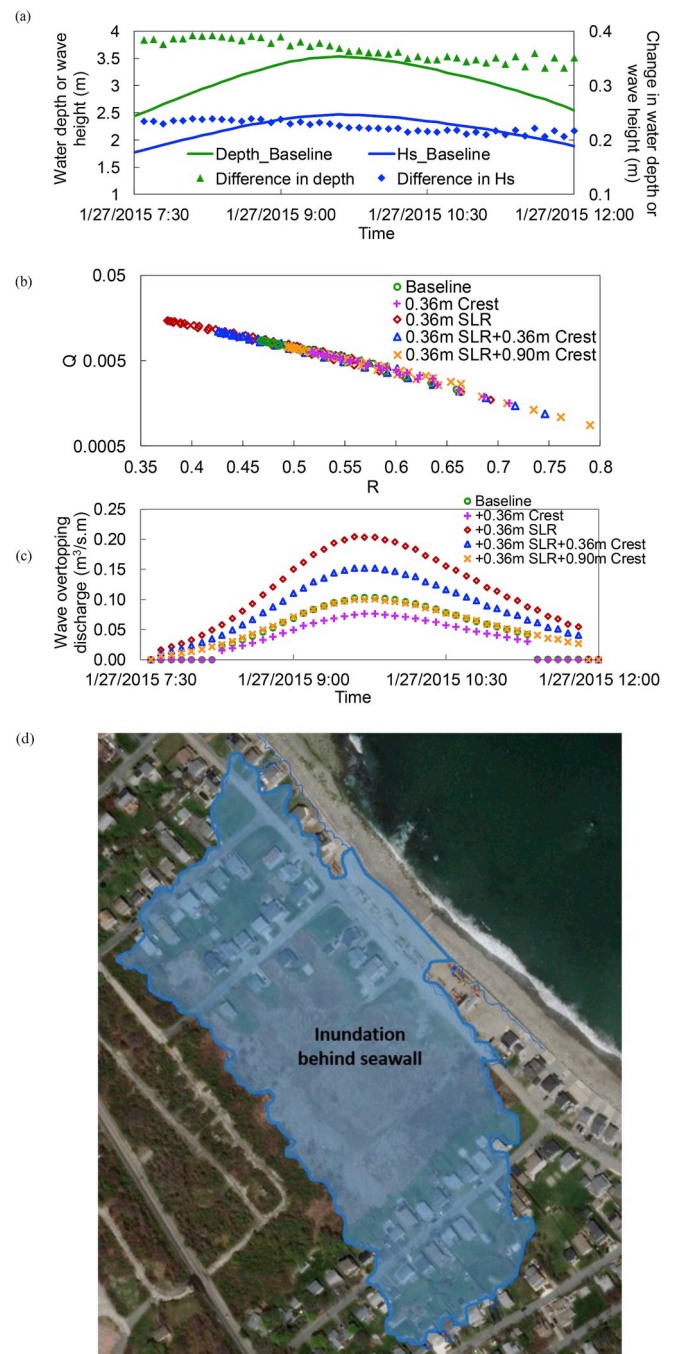 (a)
4
3.5
3
2.5
2
1.5
1
0.4
0.3
0.2
0.1
Water depth or wave
height (m)
Change in water depth or
wave height (m)
Depth_Baseline
Hs_Baseline
Difference in depth
Difference in Hs
1/27/2015 7:30
1/27/2015 9:00
1/27/2015 10:30
1/27/2015 12:00
Time
(b)
0.05
0.005
0.0005
Q
Baseline
0.36m Crest
0.36m SLR
0.36m SLR+0.36m Crest
0.36m SLR+0.90m Crest
0.35 0.4 0.45 0.5 0.55 0.6 0.65 0.7 0.75 0.8
R
(c)
0.25
0.20
0.15
0.10
0.05
0.00
Wave overtopping
discharge (m³/s.m)
Baseline
+0.36m Crest
+0.36m SLR
+0.36m SLR+0.36m Crest
+0.36m SLR+0.90m Crest
1/27/2015 7:30
1/27/2015 9:00
1/27/2015 10:30
1/27/2015 12:00
Time
(d)
Inundation
behind seawall